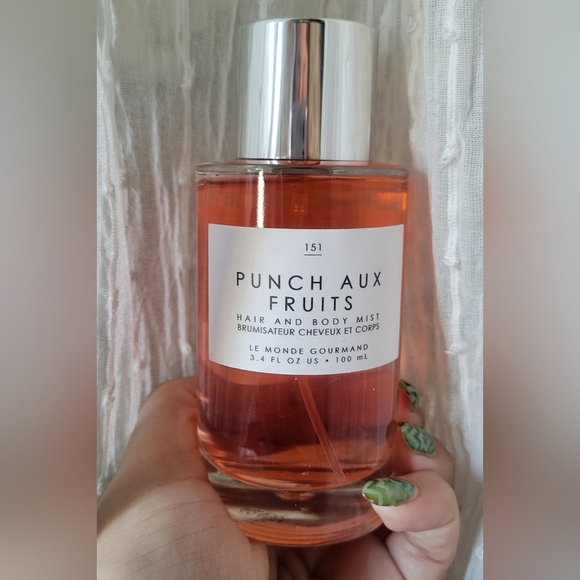 151
PUNCH AUX
FRUITS
HAIR AND BODY MIST
BRUMISATEUR CHEVEUX ET CORPS
LE MONDE GOURMAND
3.4 FL OZ US • 100 mL